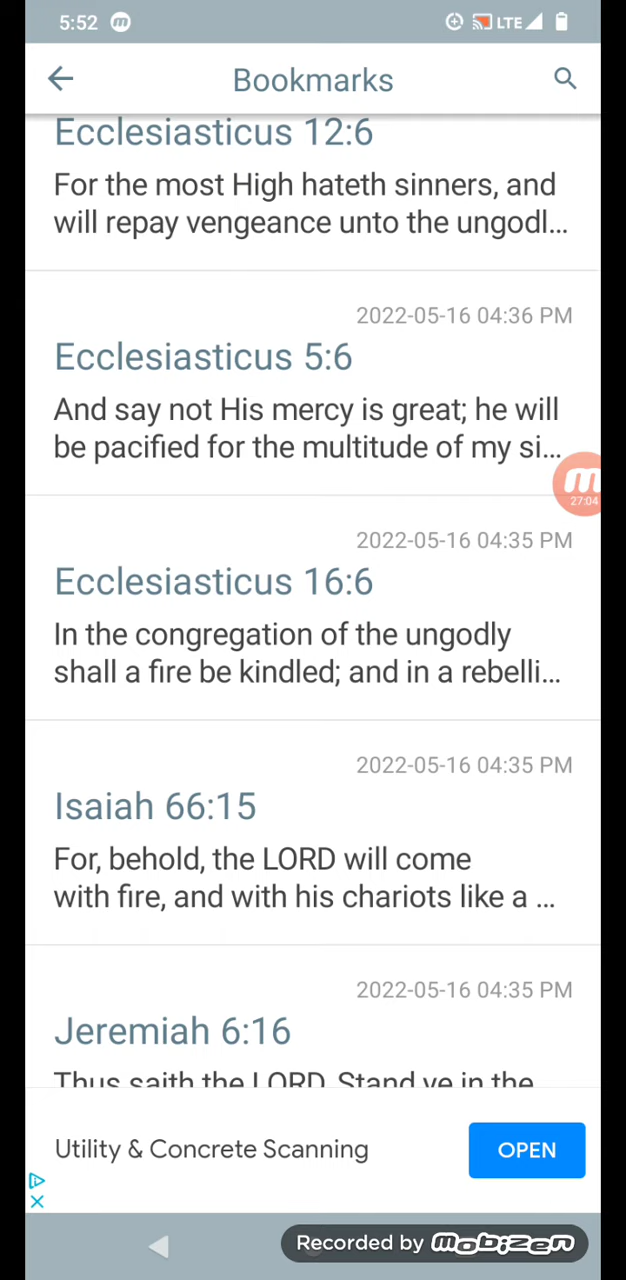 5:52 m LTE
Bookmarks
Ecclesiasticus 12:6
For the most High hateth sinners, and
will repay vengeance unto the ungodl...
2022-05-16 04:36 PM
Ecclesiasticus 5:6
And say not His mercy is great; he will
be pacified for the multitude of my si...
m
27:04
2022-05-16 04:35 PM
Ecclesiasticus 16:6
In the congregation of the ungodly
shall a fire be kindled; and in a rebelli...
2022-05-16 04:35 PM
Isaiah 66:15
For, behold, the LORD will come
with fire, and with his chariots like a ...
2022-05-16 04:35 PM
Jeremiah 6:16
Thus saith the LORD, Stand ye in the
Utility & Concrete Scanning
OPEN
Recorded by mobizen